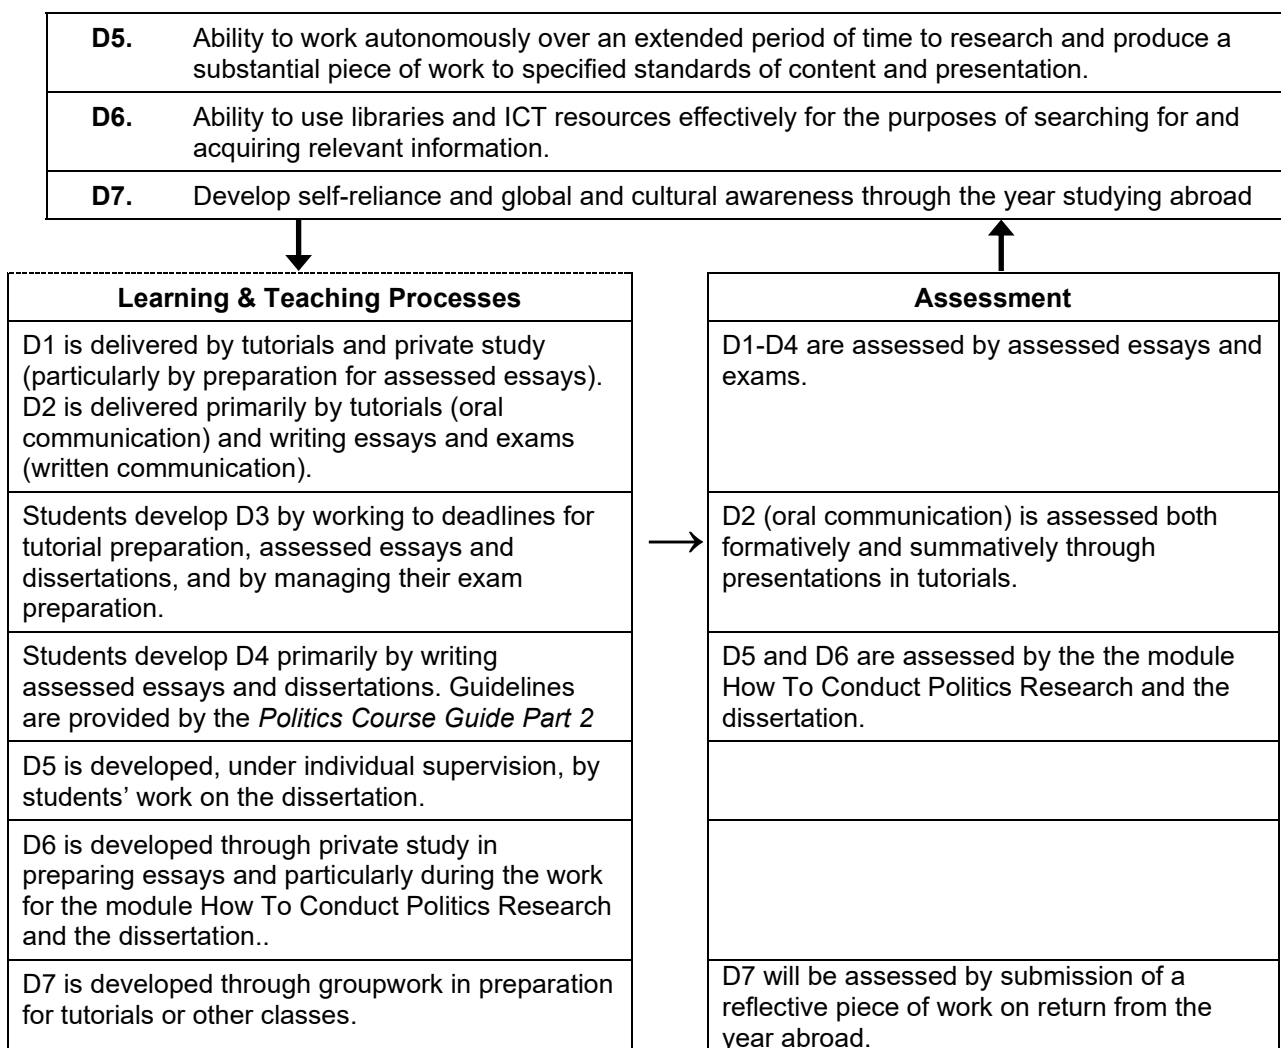 D5. Ability to work autonomously over an extended period of time to research and produce a
substantial piece of work to specified standards of content and presentation.
D6. Ability to use libraries and ICT resources effectively for the purposes of searching for and
acquiring relevant information.
D7. Develop self-reliance and global and cultural awareness through the year studying abroad
Learning & Teaching Processes
D1 is delivered by tutorials and private study
(particularly by preparation for assessed essays).
D2 is delivered primarily by tutorials (oral
communication) and writing essays and exams
(written communication).
Students develop D3 by working to deadlines for
tutorial preparation, assessed essays and
dissertations, and by managing their exam
preparation.
Students develop D4 primarily by writing
assessed essays and dissertations. Guidelines
are provided by the Politics Course Guide Part 2
D5 is developed, under individual supervision, by
students’ work on the dissertation.
D6 is developed through private study in
preparing essays and particularly during the work
for the module How To Conduct Politics Research
and the dissertation..
D7 is developed through groupwork in preparation
for tutorials or other classes.
Assessment
D1-D4 are assessed by assessed essays and
exams.
D2 (oral communication) is assessed both
formatively and summatively through
presentations in tutorials.
D5 and D6 are assessed by the the module
How To Conduct Politics Research and the
dissertation.
D7 will be assessed by submission of a
reflective piece of work on return from the
year abroad.